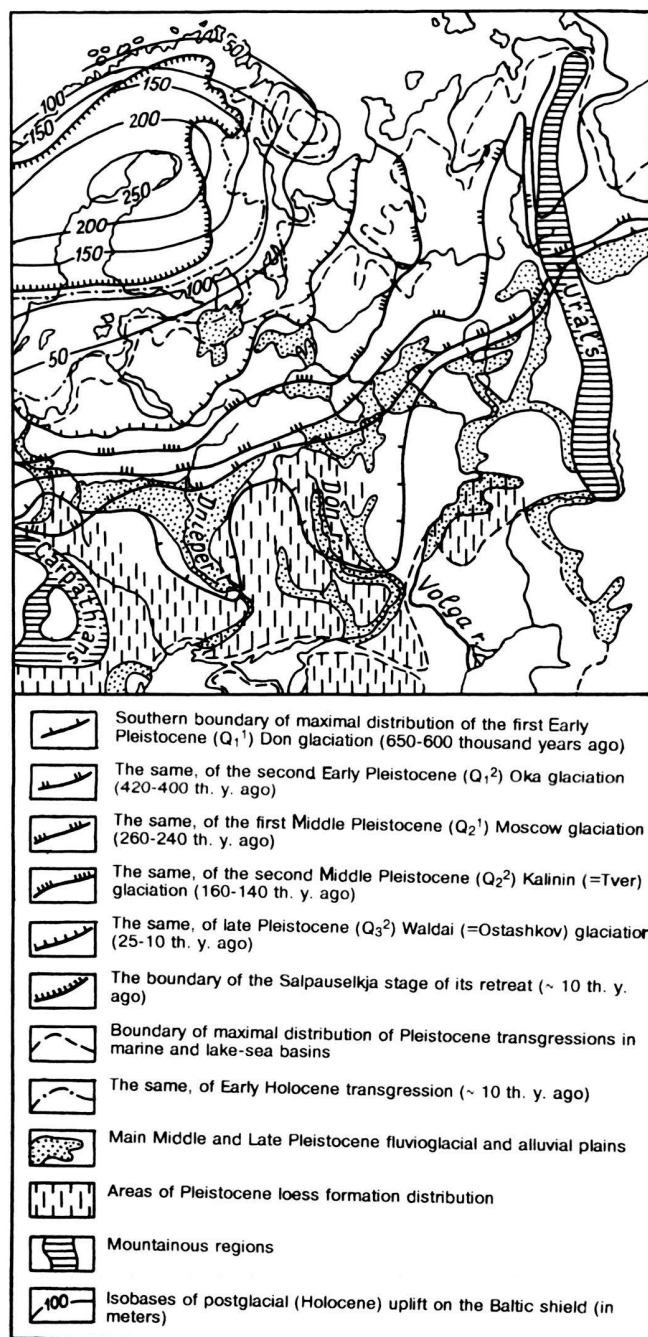 50
100
150
150
200
250
200
150
100
50
Urals
Dnieper
Don
Volga r.
Carpathians
Southern boundary of maximal distribution of the first Early
Pleistocene (Q₁¹) Don glaciation (650-600 thousand years ago)
The same, of the second Early Pleistocene (Q₁²) Oka glaciation
(420-400 th. y. ago)
The same, of the first Middle Pleistocene (Q₂¹) Moscow glaciation
(260-240 th. y. ago)
The same, of the second Middle Pleistocene (Q₂²) Kalinin (=Tver)
glaciation (160-140 th. y. ago)
The same, of late Pleistocene (Q₃²) Waldai (=Ostashkov) glaciation
(25-10 th. y. ago)
The boundary of the Salpauselkja stage of its retreat (~ 10 th. y.
ago)
Boundary of maximal distribution of Pleistocene transgressions in
marine and lake-sea basins
The same, of Early Holocene transgression (~ 10 th. y. ago)
Main Middle and Late Pleistocene fluvioglacial and alluvial plains
Areas of Pleistocene loess formation distribution
Mountainous regions
100
Isobases of postglacial (Holocene) uplift on the Baltic shield (in
meters)